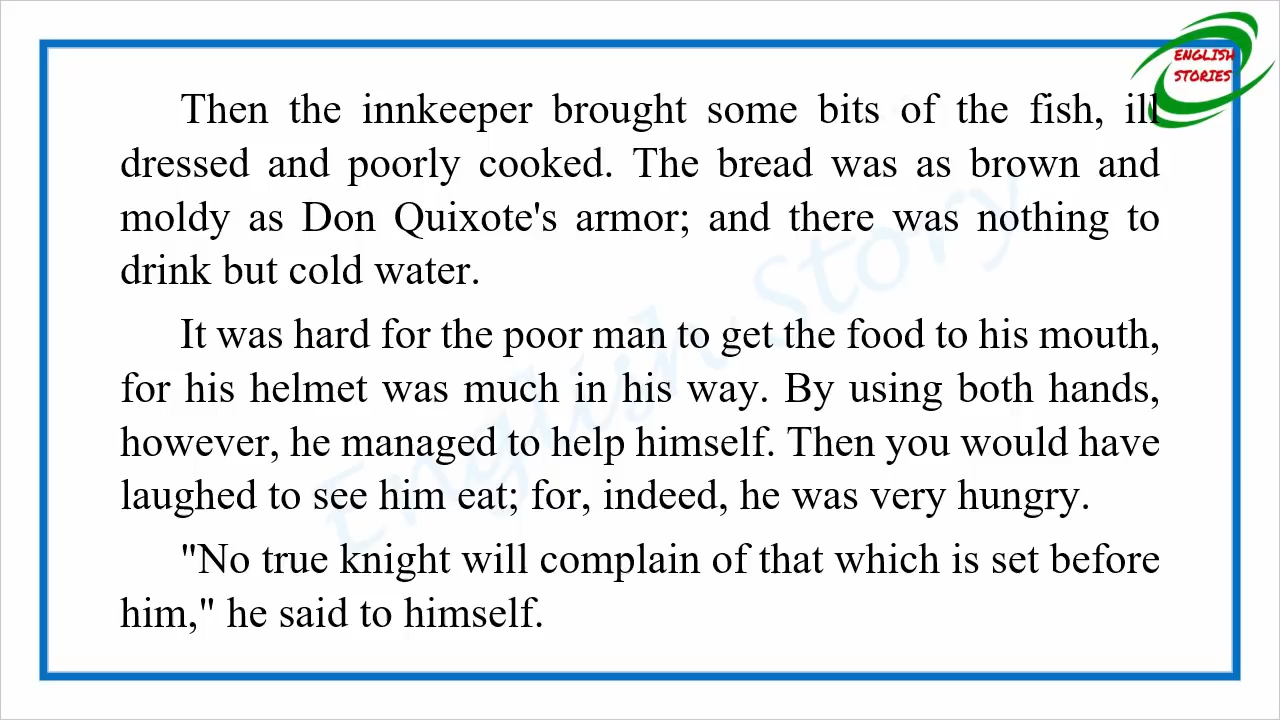 ENGLISH
STORIES
Then the innkeeper brought some bits of the fish, ill
dressed and poorly cooked. The bread was as brown and
moldy as Don Quixote's armor; and there was nothing to
drink but cold water.
It was hard for the poor man to get the food to his mouth,
for his helmet was much in his way. By using both hands,
however, he managed to help himself. Then you would have
laughed to see him eat; for, indeed, he was very hungry.
"No true knight will complain of that which is set before
him," he said to himself.
English Story